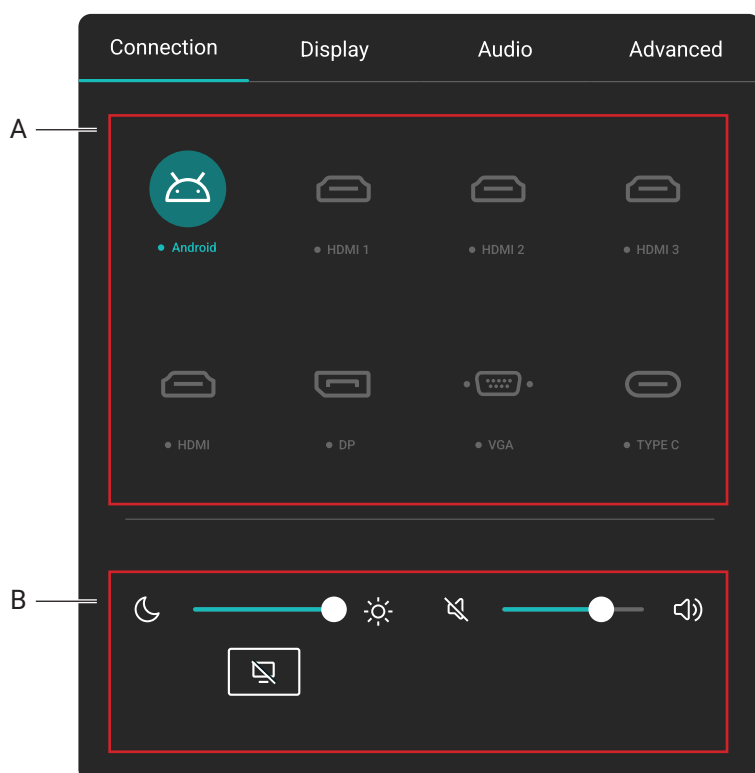 Connection Display Audio Advanced
A
Android HDMI 1 HDMI 2 HDMI 3
HDMI DP VGA TYPE C
B